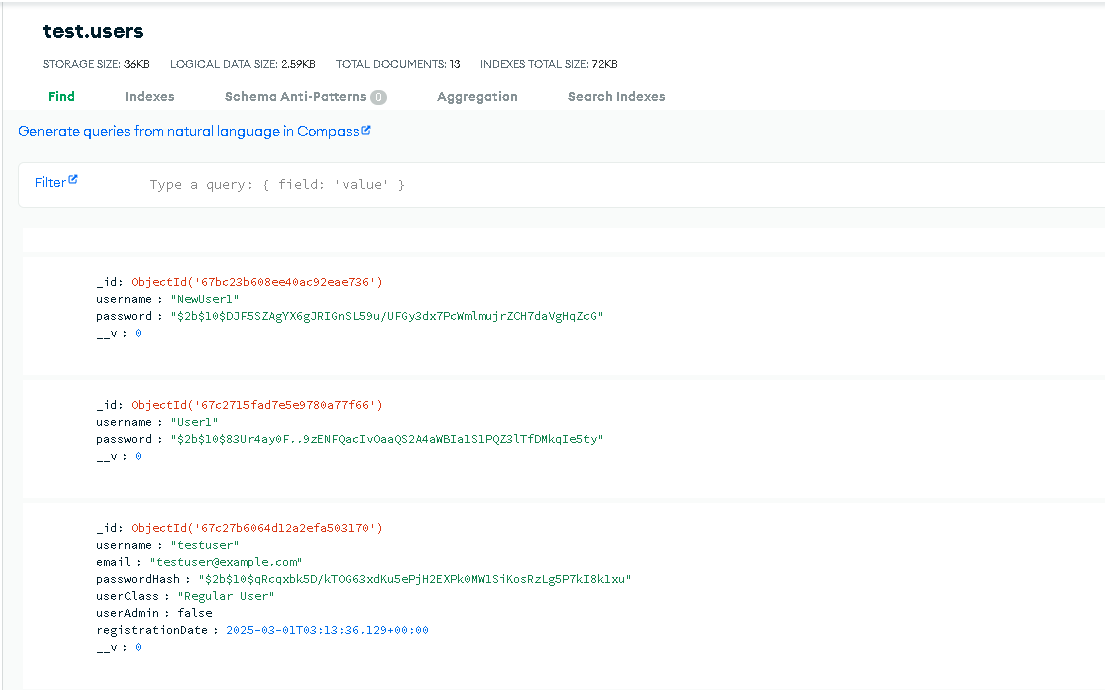 test.users
STORAGE SIZE: 36KB LOGICAL DATA SIZE: 2.59KB TOTAL DOCUMENTS: 13 INDEXES TOTAL SIZE: 72KB
Find Indexes Schema Anti-Patterns 0 Aggregation Search Indexes
Generate queries from natural language in Compass
Filter Type a query: { field: 'value' }
_id: ObjectId('67bc23b608ee40ac92eae736')
username : "NewUser1"
password : "$2b$10$DJF5SZAgYX6gJRIGnSL59u/UFGy3dx7PcWmlmujrZCH7daVgHqZcG"
__v : 0
_id: ObjectId('67c2715fad7e5e9780a77f66')
username : "User1"
password : "$2b$10$83Ur4ay0F..9zENFQacIvOaaQS2A4aWBIa1S1PQZ3lTfDMkqIe5ty"
__v : 0
_id: ObjectId('67c27b6064d12a2efa503170')
username : "testuser"
email : "testuser@example.com"
passwordHash : "$2b$10$qRcqxbk5D/kTOG63xdKu5ePjH2EXPk0MW1SiKosRzLg5P7kI8k1xu"
userClass : "Regular User"
userAdmin : false
registrationDate : 2025-03-01T03:13:36.129+00:00
__v : 0